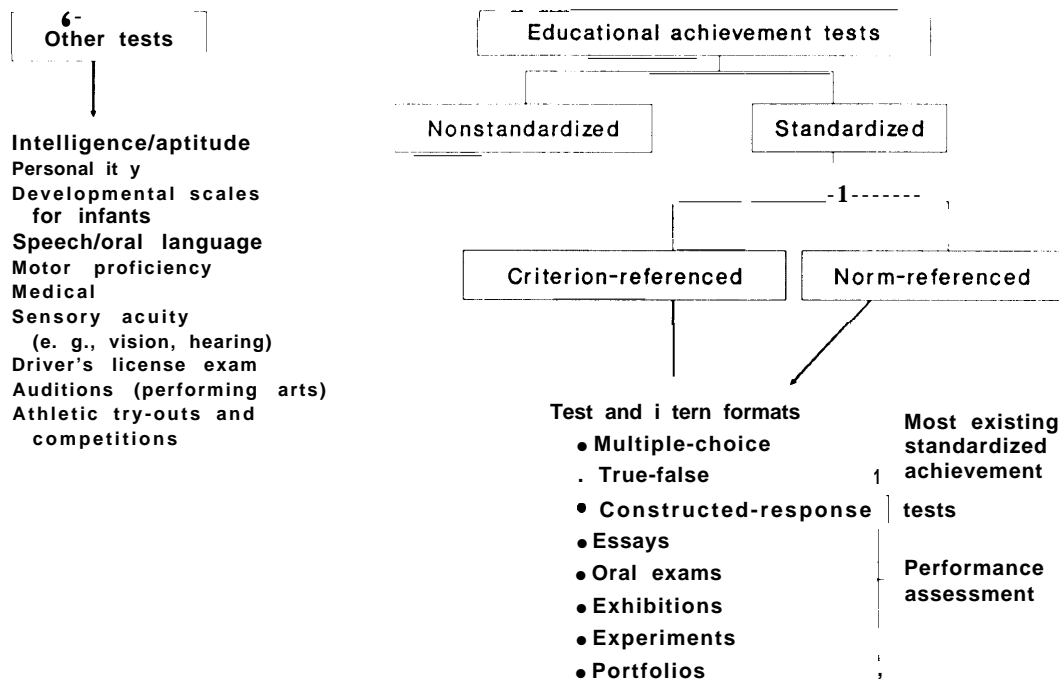 Other tests
Intelligence/aptitude
Personal it y
Developmental scales
for infants
Speech/oral language
Motor proficiency
Medical
Sensory acuity
(e. g., vision, hearing)
Driver's license exam
Auditions (performing arts)
Athletic try-outs and
competitions
Educational achievement tests
Nonstandardized
Standardized
-1-------
Criterion-referenced
Norm-referenced
Test and i tern formats
● Multiple-choice
. True-false
● Constructed-response
● Essays
● Oral exams
● Exhibitions
● Experiments
● Portfolios
Most existing
standardized
achievement
tests
Performance
assessment